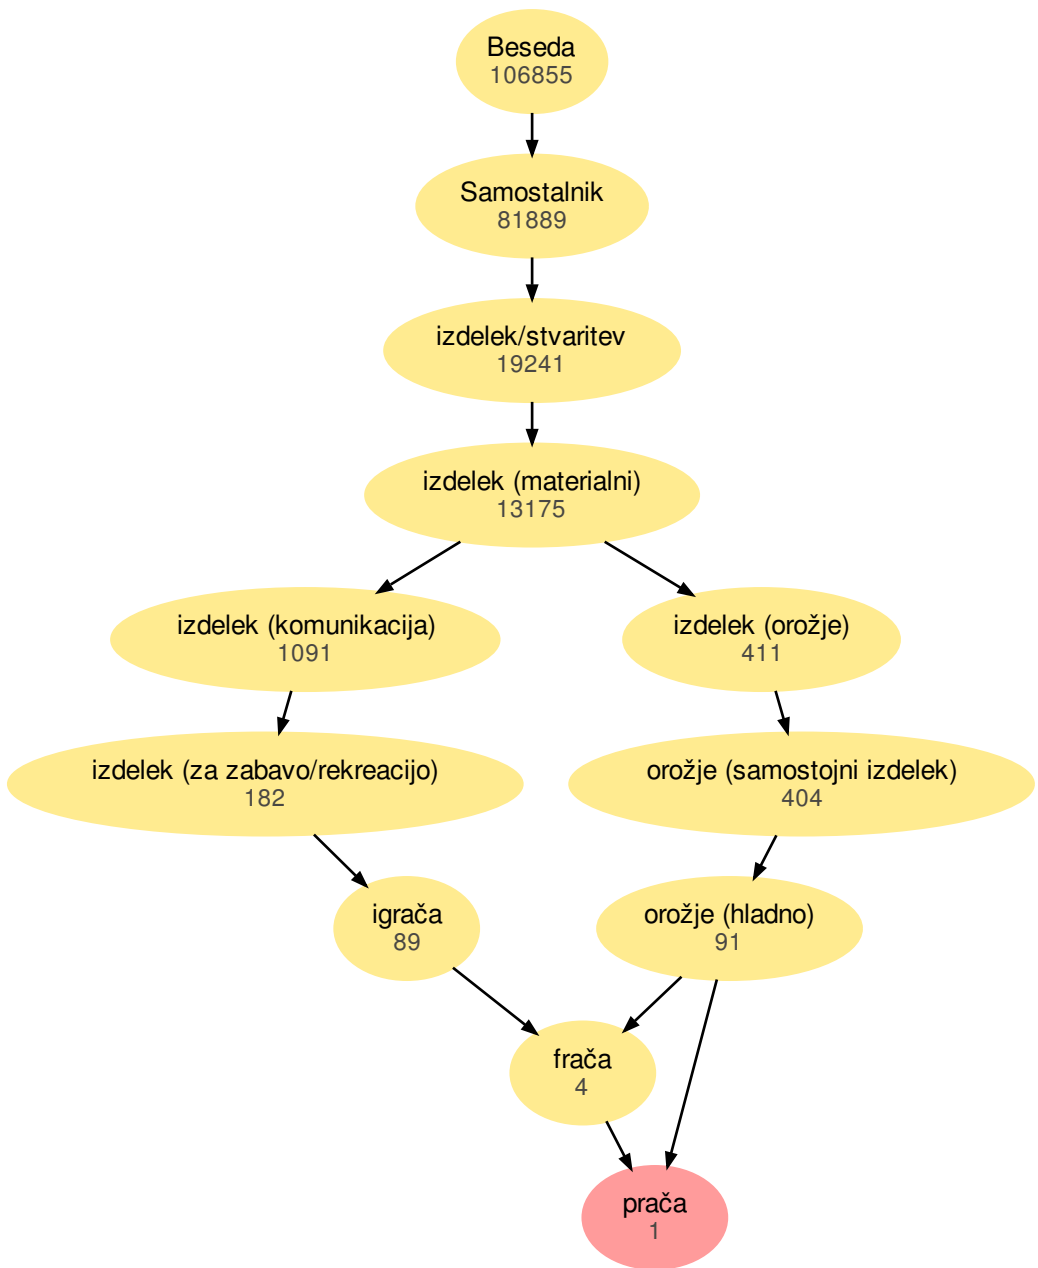 Beseda
106855
Samostalnik
81889
izdelek/stvaritev
19241
izdelek (materialni)
13175
izdelek (komunikacija)
1091
izdelek (orožje)
411
izdelek (za zabavo/rekreacijo)
182
orožje (samostojni izdelek)
404
igrača
89
orožje (hladno)
91
frača
4
prača
1